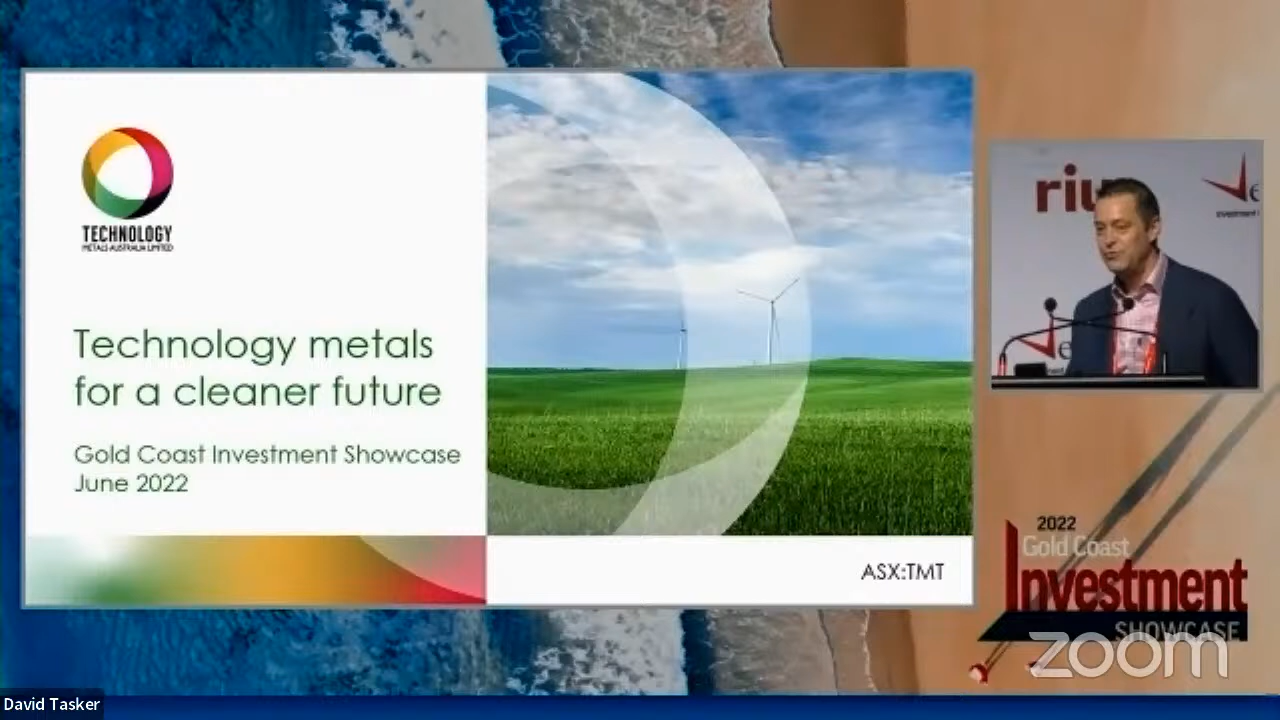 TECHNOLOGY
METALS AUSTRALIA LIMITED
Technology metals
for a cleaner future
Gold Coast Investment Showcase
June 2022
ASX:TMT
riu
2022
Gold Coast
Investment
SHOWCASE
zoom
David Tasker